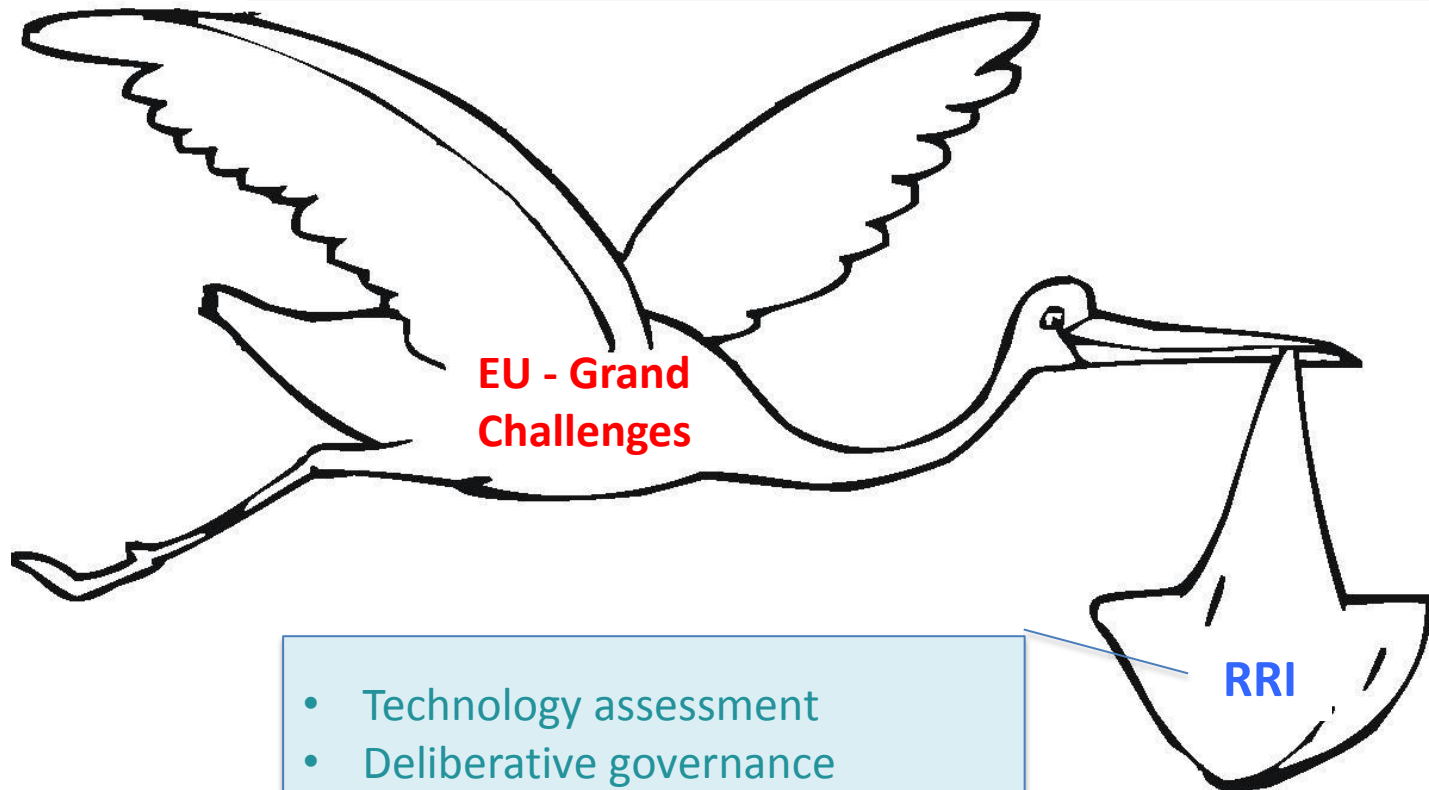 EU - Grand
Challenges
RRI
• Technology assessment
• Deliberative governance